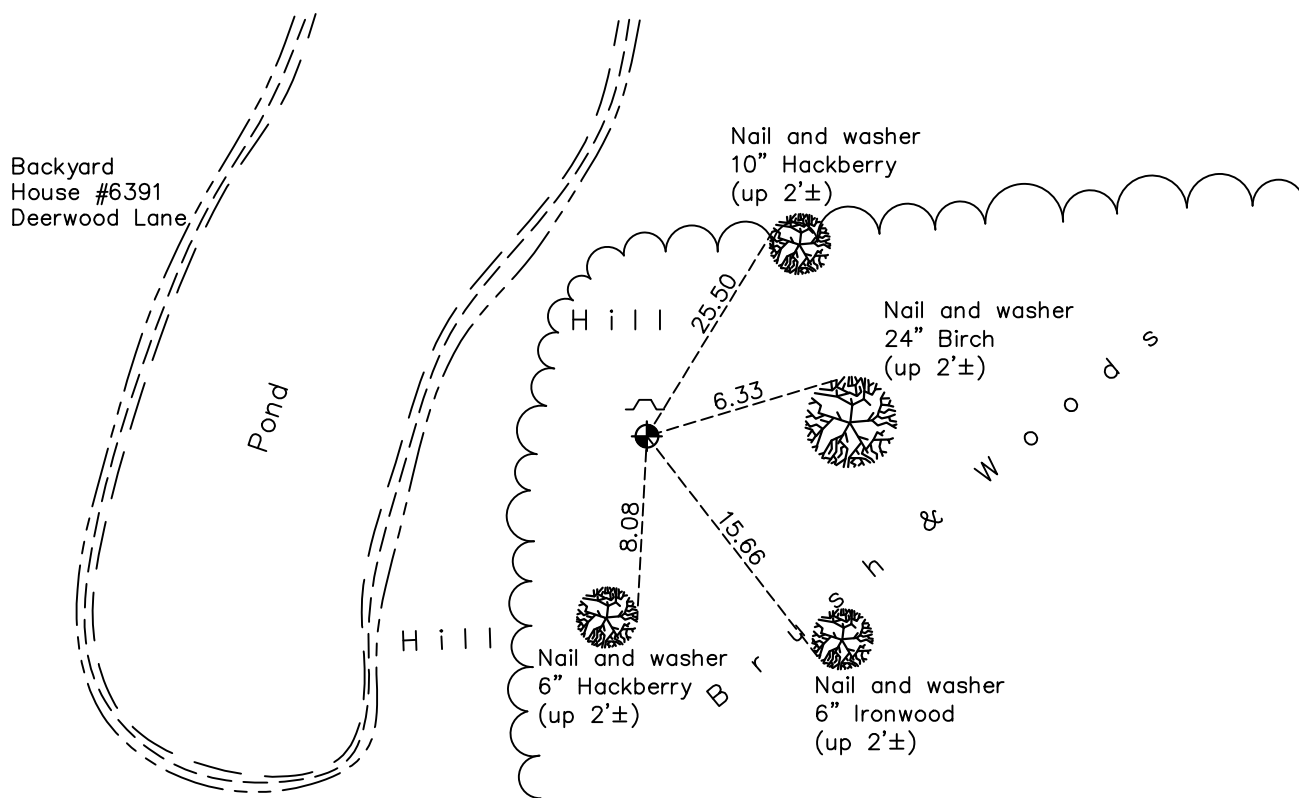 Nail and washer
10" Hackberry
(up 2'±)
Backyard
House #6391
Deerwood Lane
Hill
25.50
Nail and washer
24" Birch
(up 2'±)
6.33
Pond
8.08
15.66
Brush & Woods
Hill
Nail and washer
6" Hackberry
(up 2'±)
Nail and washer
6" Ironwood
(up 2'±)